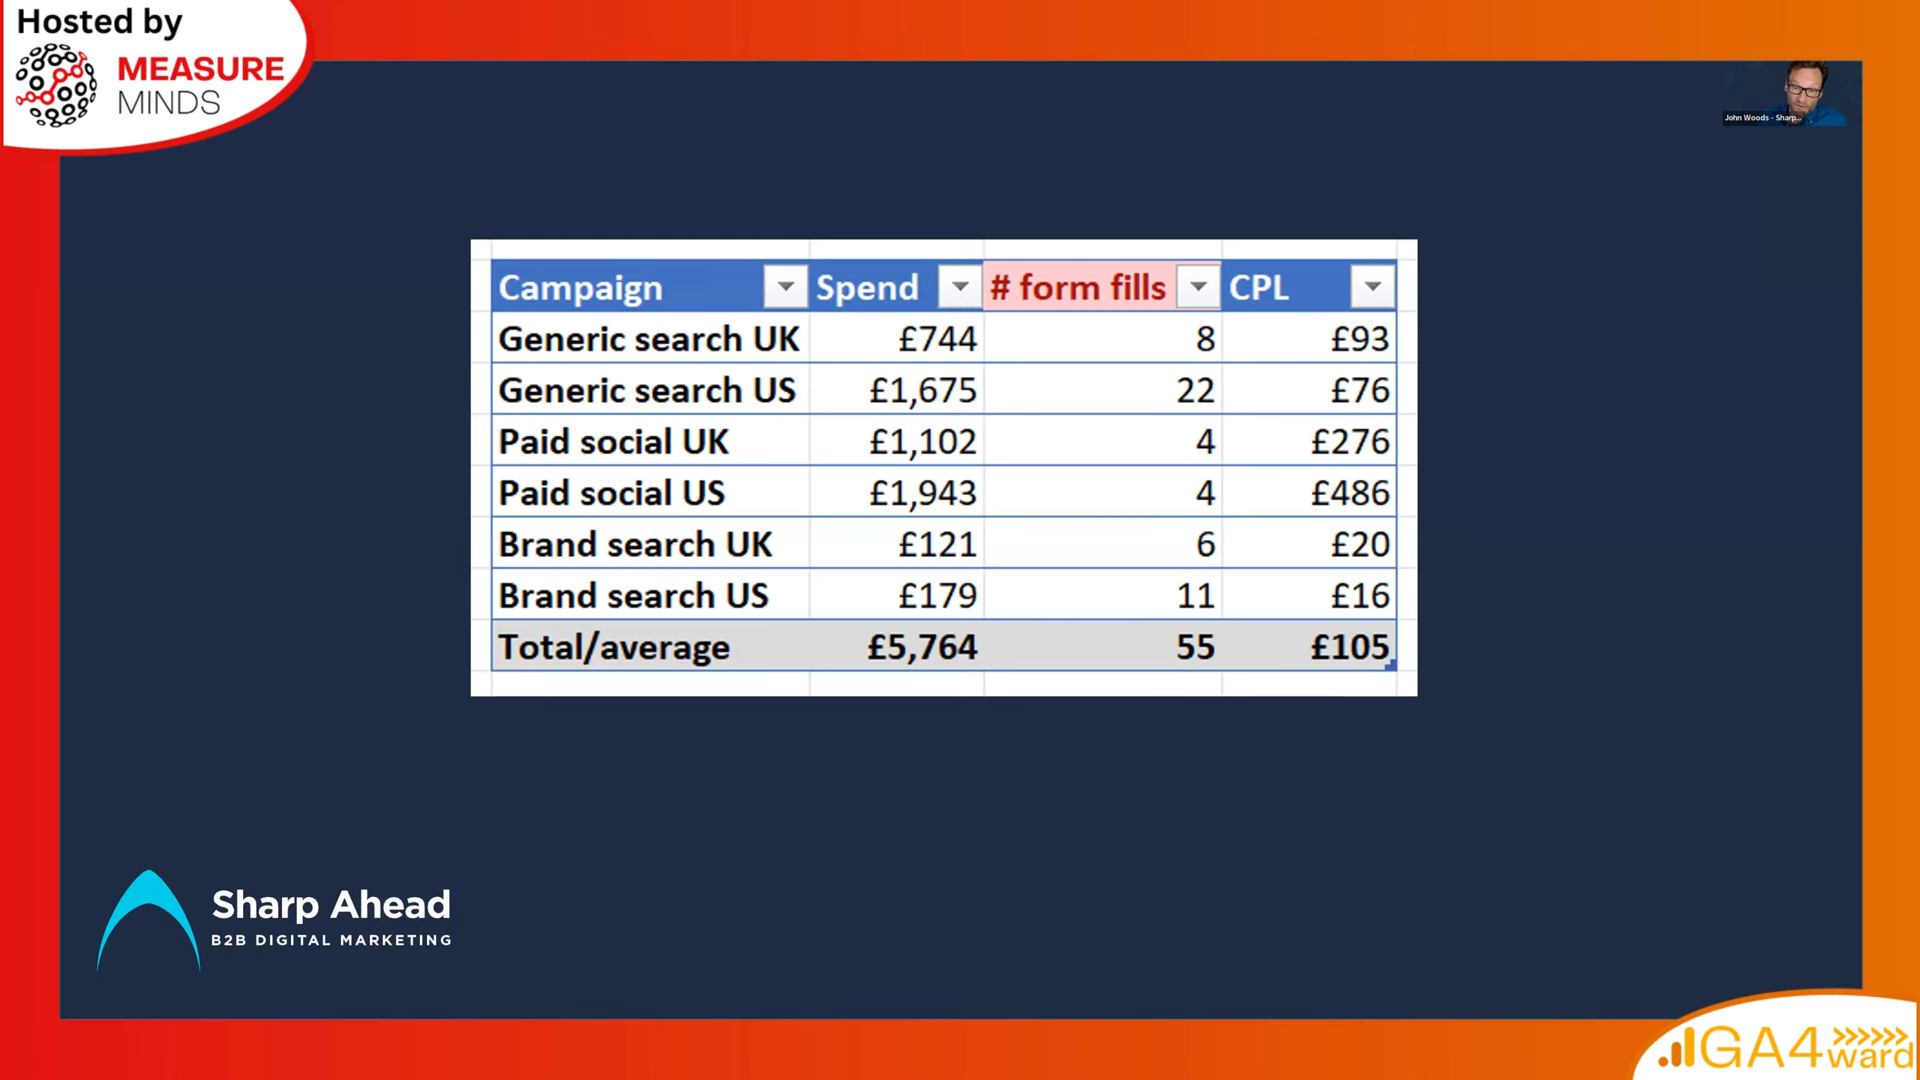 Hosted by
MEASURE
MINDS
John Woods - Sharp...
Campaign Spend # form fills CPL
Generic search UK £744 8 £93
Generic search US £1,675 22 £76
Paid social UK £1,102 4 £276
Paid social US £1,943 4 £486
Brand search UK £121 6 £20
Brand search US £179 11 £16
Total/average £5,764 55 £105
Sharp Ahead
B2B DIGITAL MARKETING
GA4ward